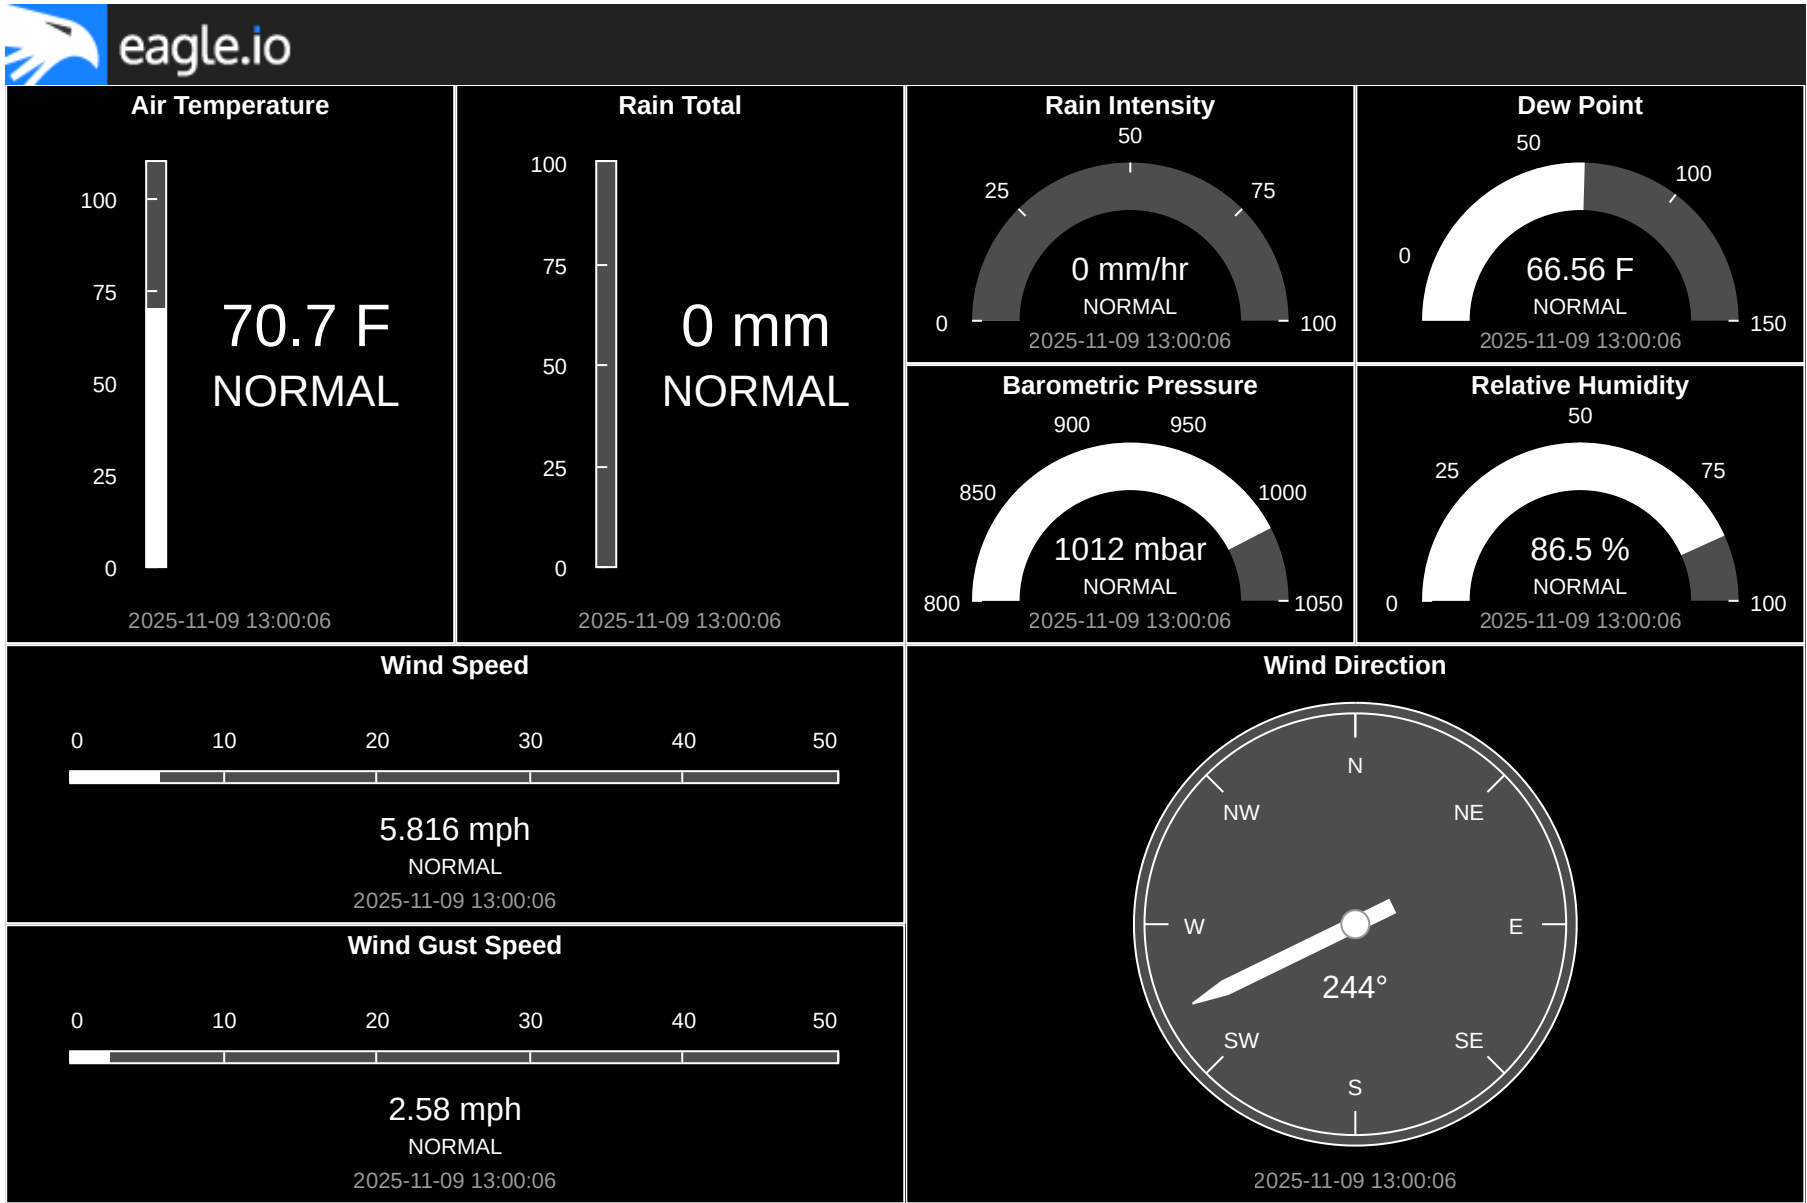 eagle.io
Air Temperature
100
75
50
25
0
70.7 F
NORMAL
2025-11-09 13:00:06
Rain Total
100
75
50
25
0
0 mm
NORMAL
2025-11-09 13:00:06
Rain Intensity
50
25
75
0
100
0 mm/hr
NORMAL
2025-11-09 13:00:06
Dew Point
50
100
0
150
66.56 F
NORMAL
2025-11-09 13:00:06
Barometric Pressure
900
950
850
1000
800
1050
1012 mbar
NORMAL
2025-11-09 13:00:06
Relative Humidity
50
25
75
0
100
86.5 %
NORMAL
2025-11-09 13:00:06
Wind Speed
0 10 20 30 40 50
5.816 mph
NORMAL
2025-11-09 13:00:06
Wind Gust Speed
0 10 20 30 40 50
2.58 mph
NORMAL
2025-11-09 13:00:06
Wind Direction
N
NW
NE
W
E
244°
SW
SE
S
2025-11-09 13:00:06